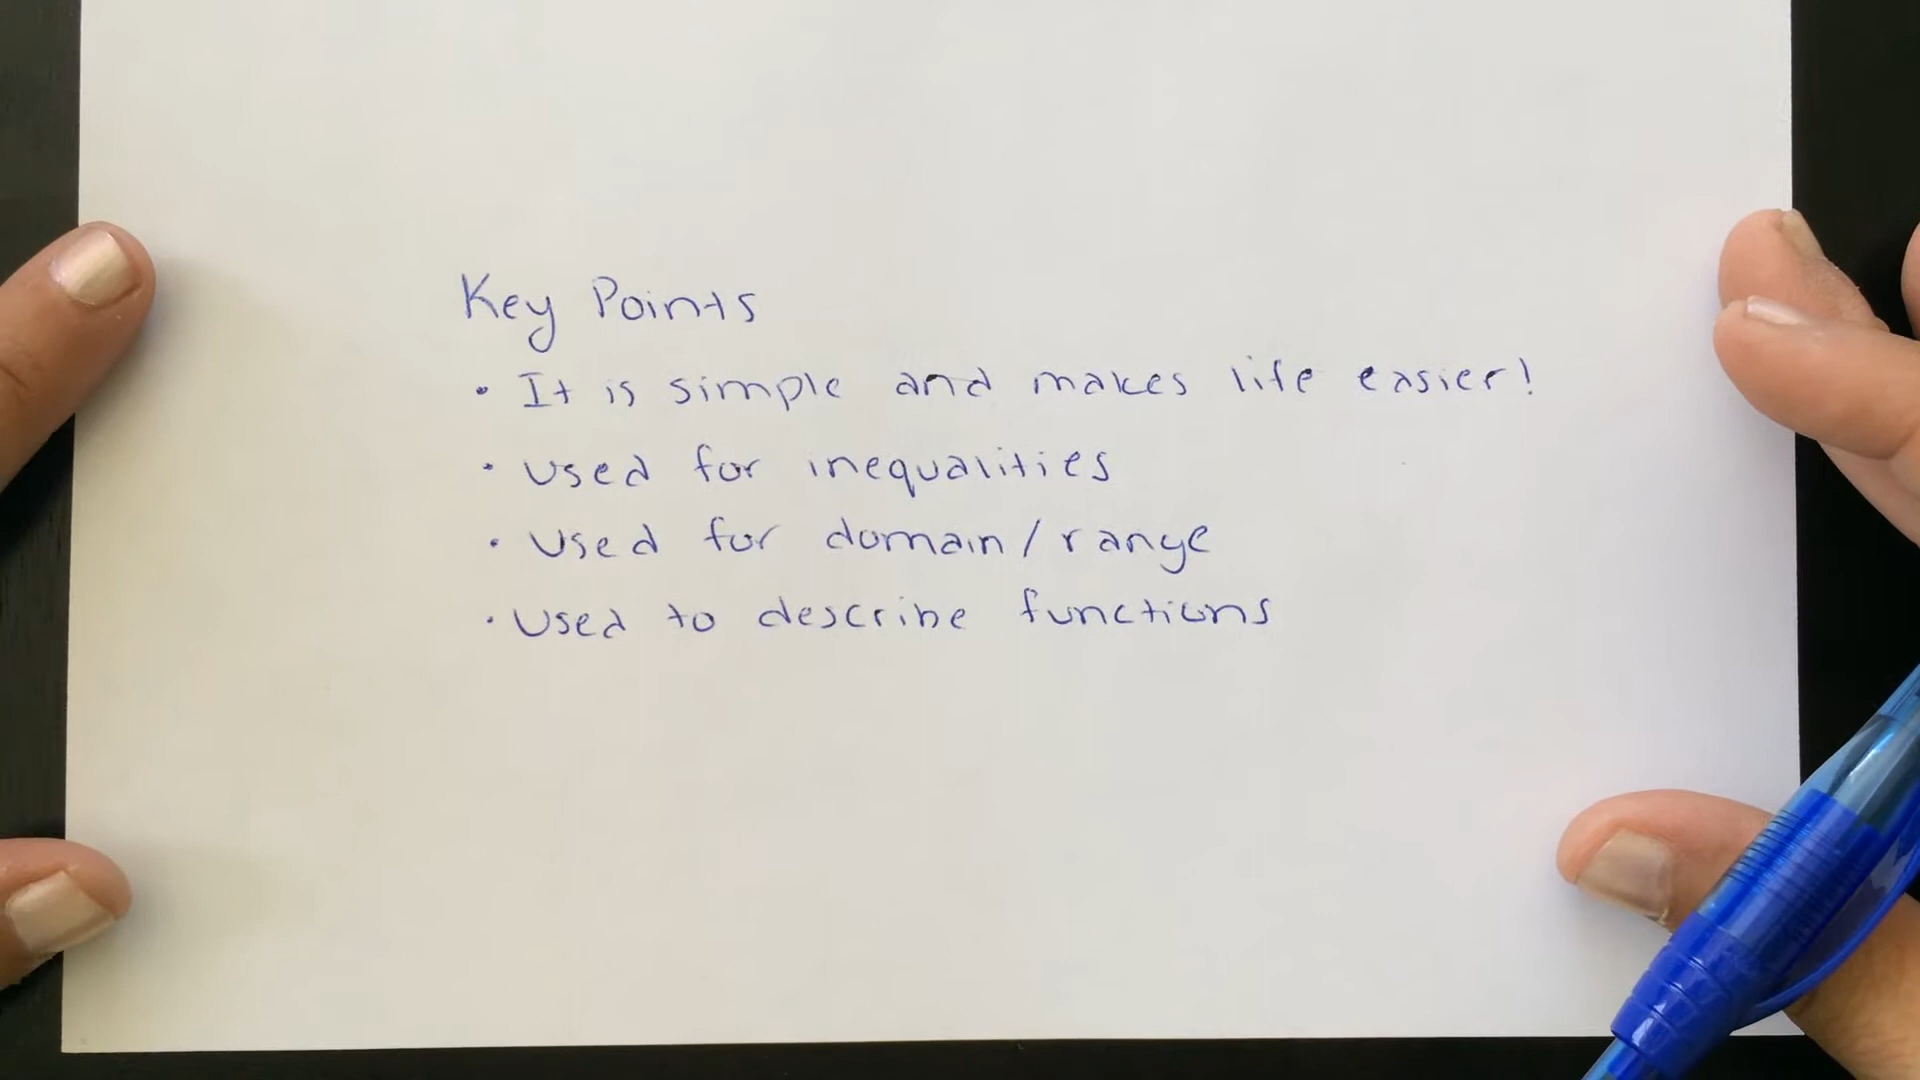 Key Points
• It is simple and makes life easier!
• Used for inequalities
• Used for domain/range
• Used to describe functions